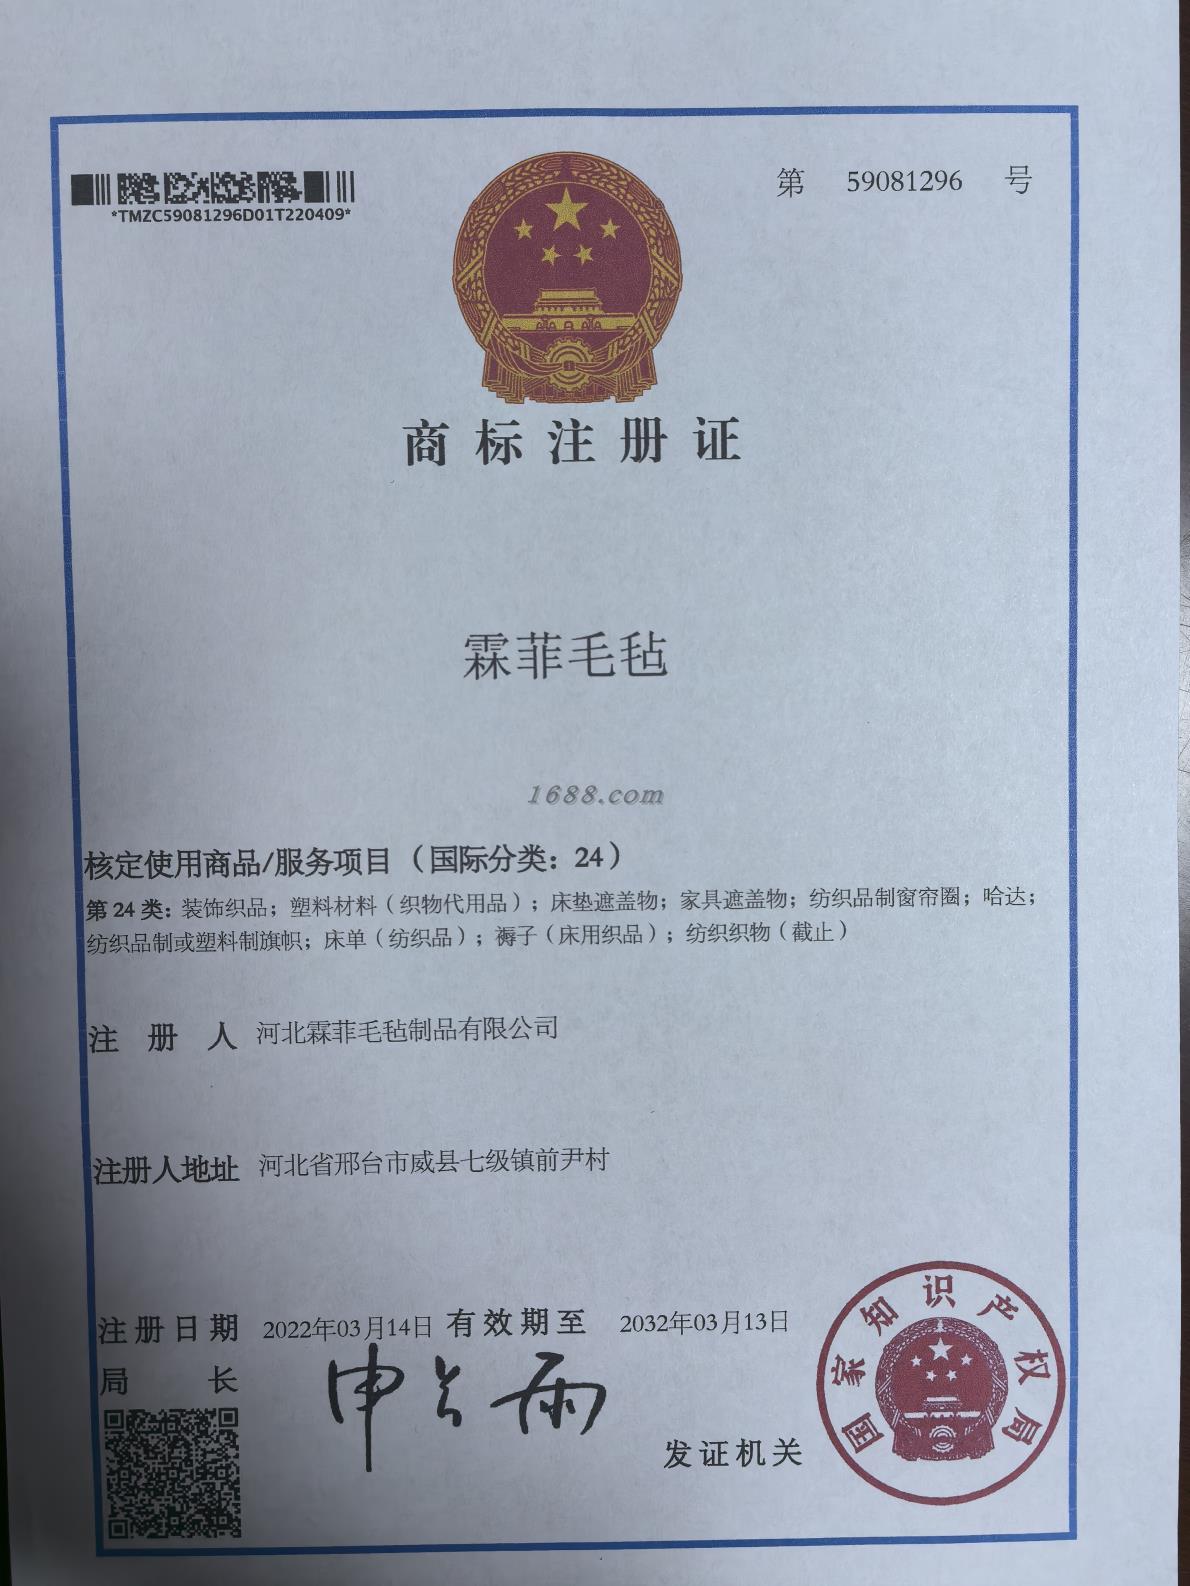 第 59081296 号
*TMZC59081296D01T220409*
商标注册证
霖菲毛毡
1688.com
核定使用商品/服务项目（国际分类：24）
第24类：装饰织品；塑料材料（织物代用品）；床垫遮盖物；家具遮盖物；纺织品制窗帘圈；哈达；
纺织品制或塑料制旗帜；床单（纺织品）；褥子（床用织品）；纺织织物（截止）
注册人 河北霖菲毛毡制品有限公司
注册人地址 河北省邢台市威县七级镇前尹村
注册日期 2022年03月14日 有效期至 2032年03月13日
局长 申长雨
发证机关
国家知识产权局